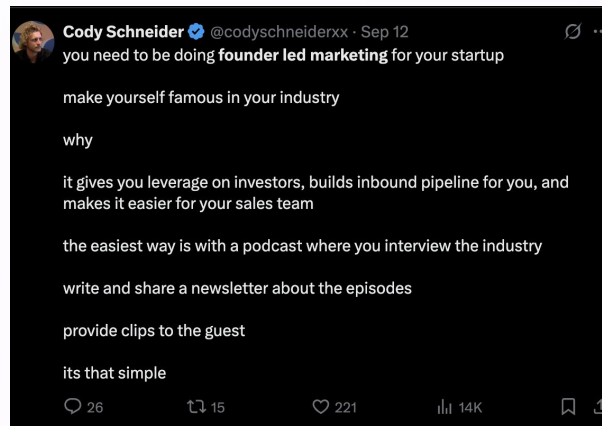 Cody Schneider @codyschneiderxx · Sep 12
you need to be doing founder led marketing for your startup
make yourself famous in your industry
why
it gives you leverage on investors, builds inbound pipeline for you, and
makes it easier for your sales team
the easiest way is with a podcast where you interview the industry
write and share a newsletter about the episodes
provide clips to the guest
its that simple
26 15 221 14K